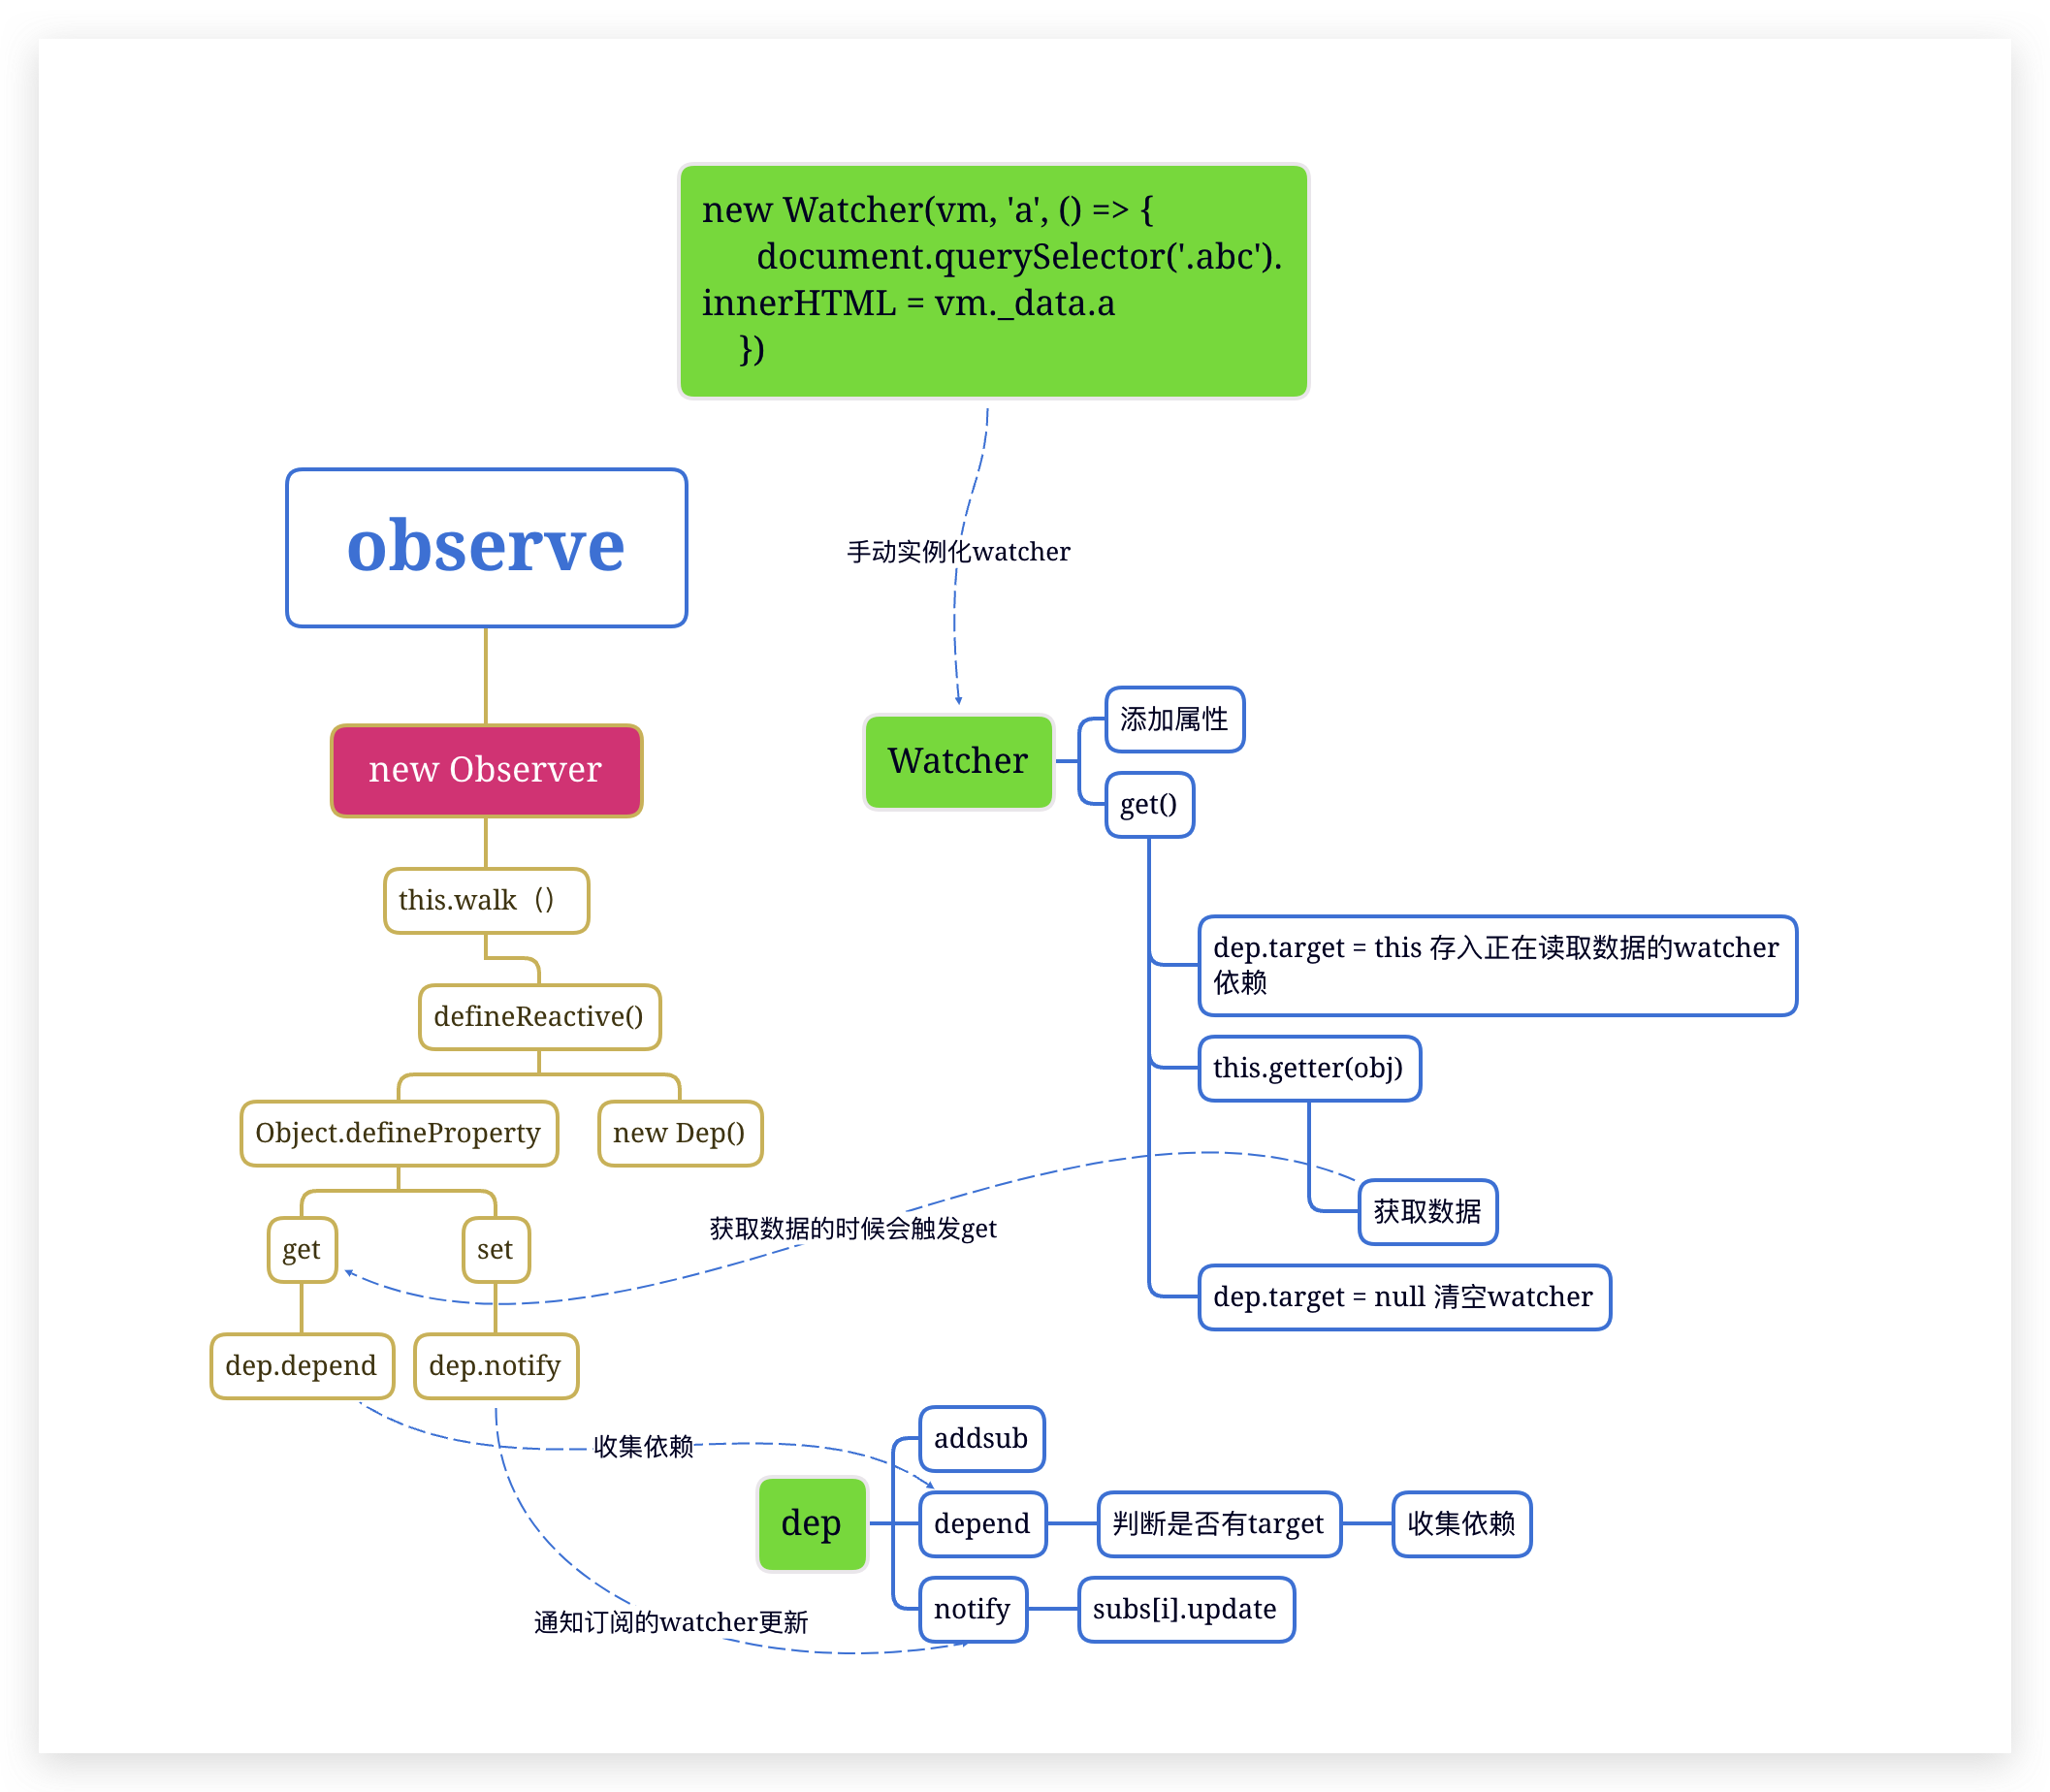 new Watcher(vm, 'a', () => {
document.querySelector('.abc').
innerHTML = vm._data.a
})
observe
手动实例化watcher
new Observer
Watcher
添加属性
get()
this.walk（）
dep.target = this 存入正在读取数据的watcher
依赖
defineReactive()
this.getter(obj)
Object.defineProperty
new Dep()
获取数据
获取数据的时候会触发get
get
set
dep.target = null 清空watcher
dep.depend
dep.notify
收集依赖
addsub
dep
depend
判断是否有target
收集依赖
notify
subs[i].update
通知订阅的watcher更新